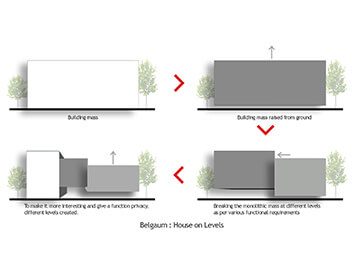 Building mass
Building mass raised from ground
To make it more interesting and give a function privacy,
different levels created.
Breaking the monolithic mass at different levels
as per various functional requirements
Belgaum : House on Levels